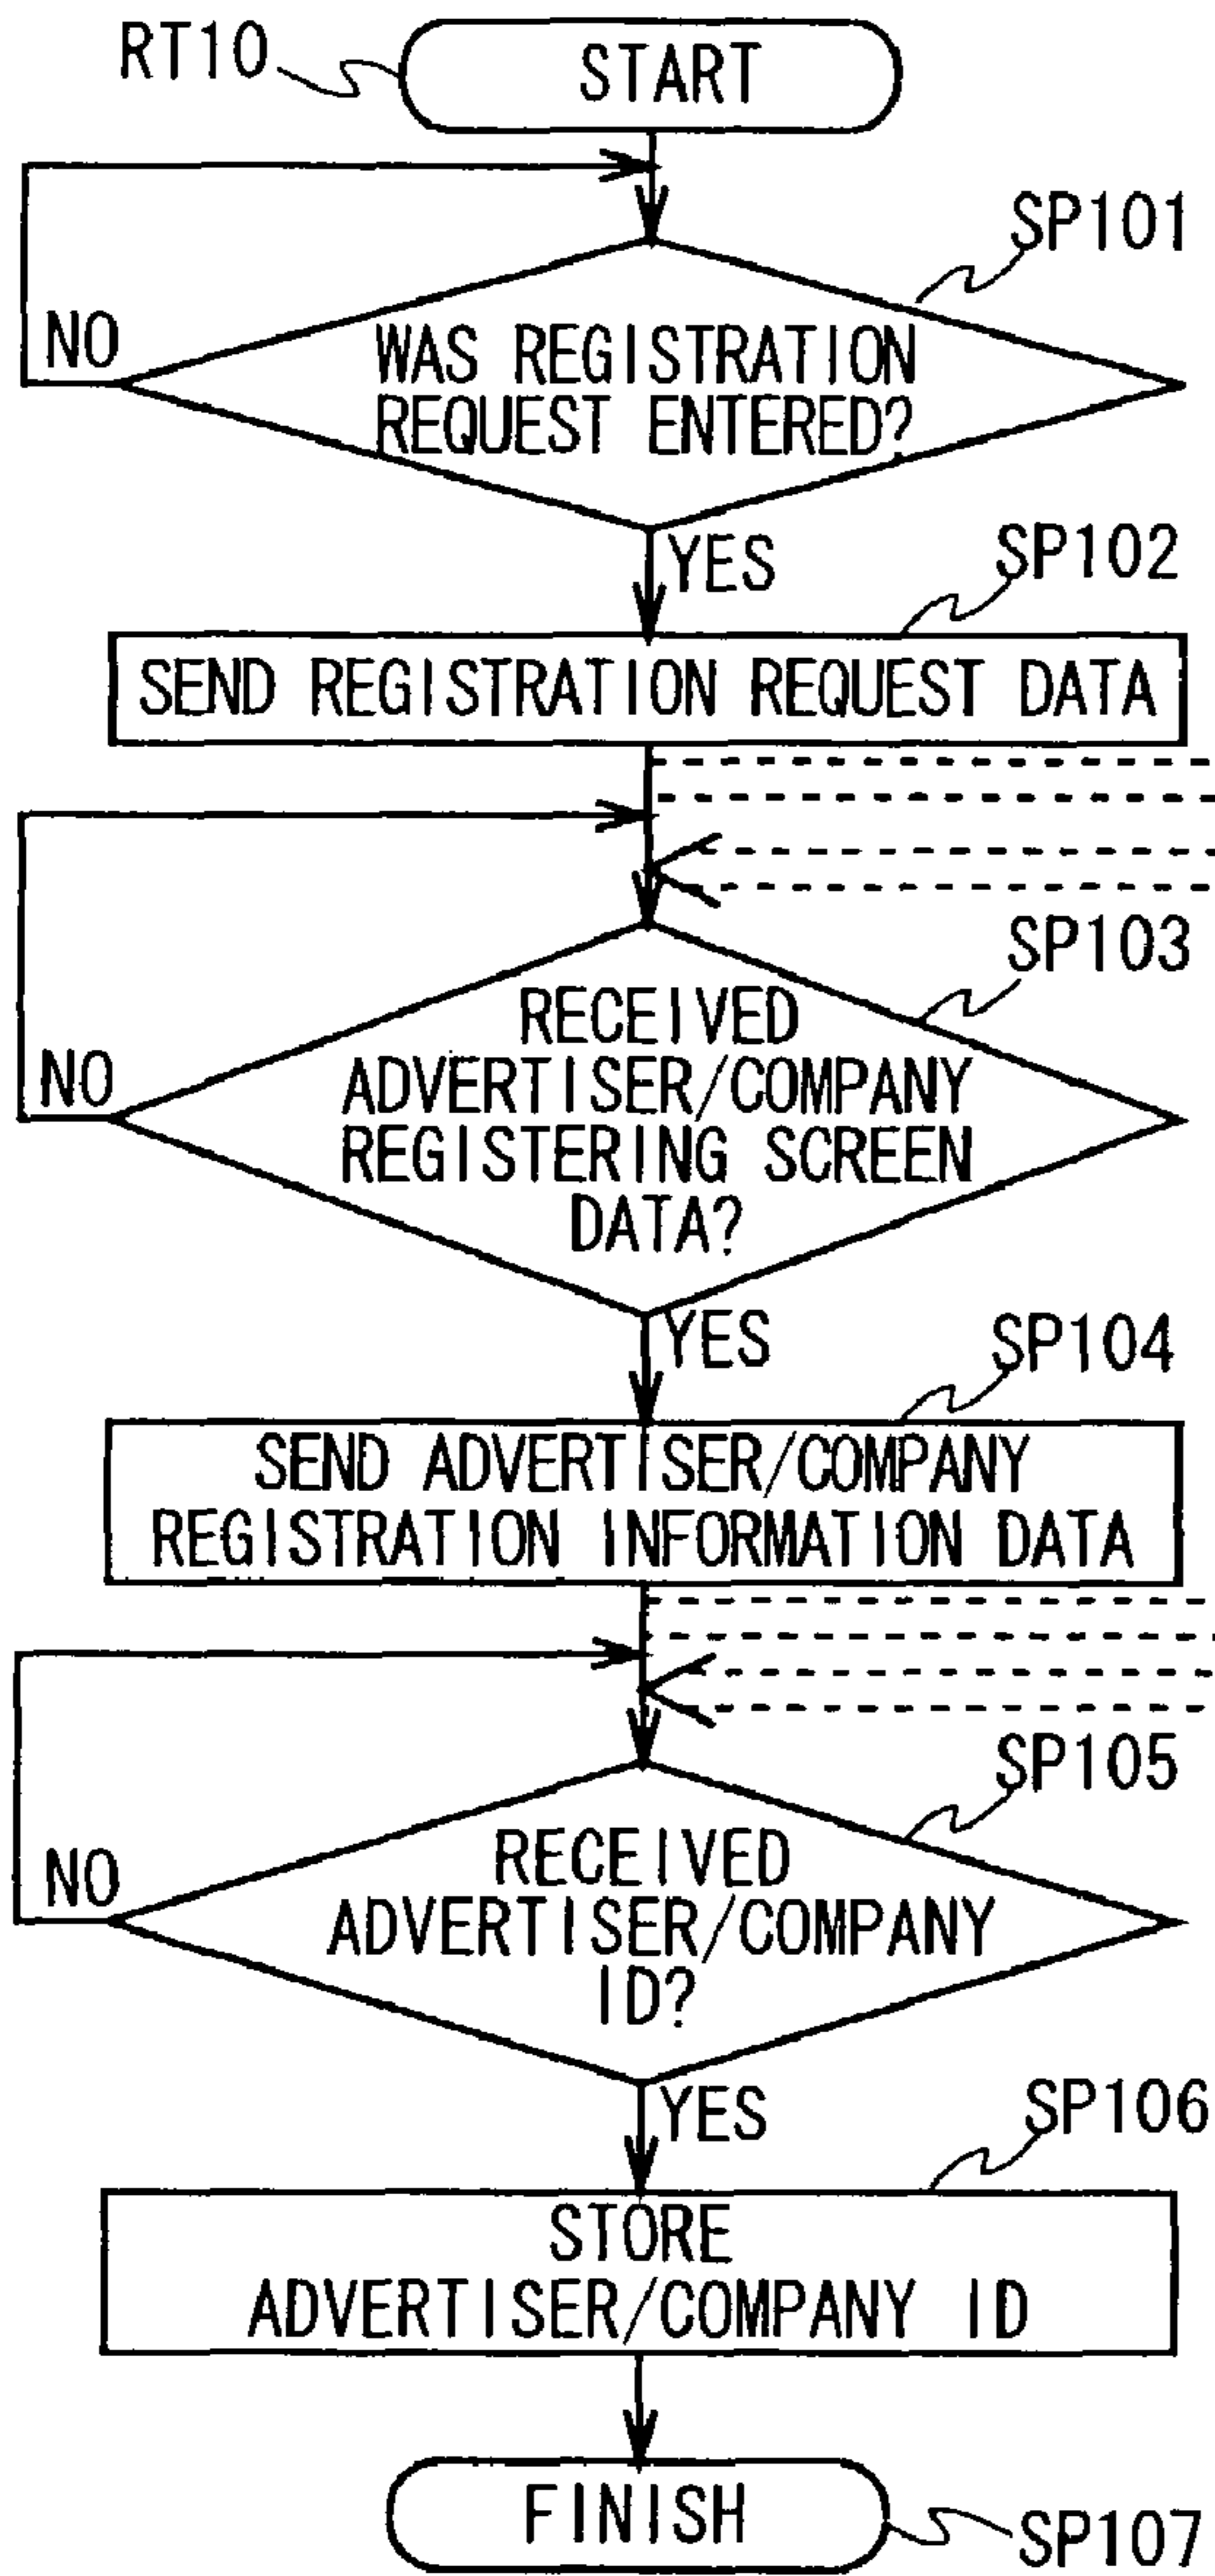 RT10
START
SP101
NO
WAS REGISTRATION
REQUEST ENTERED?
YES
SP102
SEND REGISTRATION REQUEST DATA
SP103
RECEIVED
NO
ADVERTISER/COMPANY
REGISTERING SCREEN
DATA?
YES
SP104
SEND ADVERTISER/COMPANY
REGISTRATION INFORMATION DATA
SP105
RECEIVED
NO
ADVERTISER/COMPANY
ID?
YES
SP106
STORE
ADVERTISER/COMPANY ID
FINISH
SP107